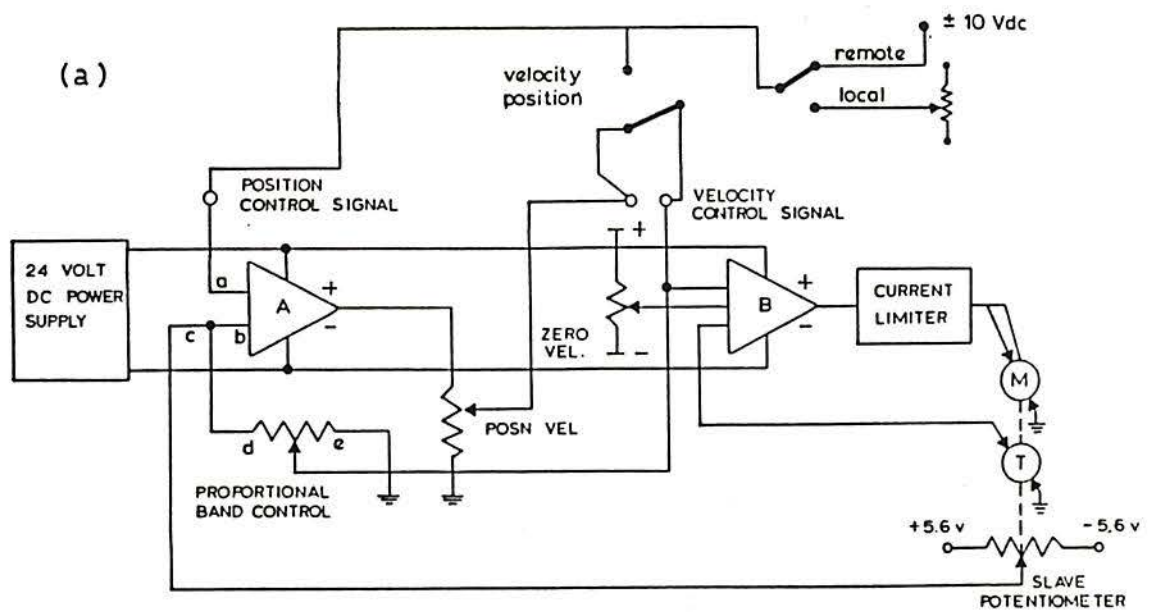 (a)
± 10 Vdc
remote
local
velocity
position
POSITION
CONTROL SIGNAL
VELOCITY
CONTROL SIGNAL
24 VOLT
DC POWER
SUPPLY
a
A
+
-
c
b
+
ZERO
VEL.
-
B
+
-
CURRENT
LIMITER
M
d
e
POSN VEL
T
PROPORTIONAL
BAND CONTROL
+5.6 v
-5.6 v
SLAVE
POTENTIOMETER